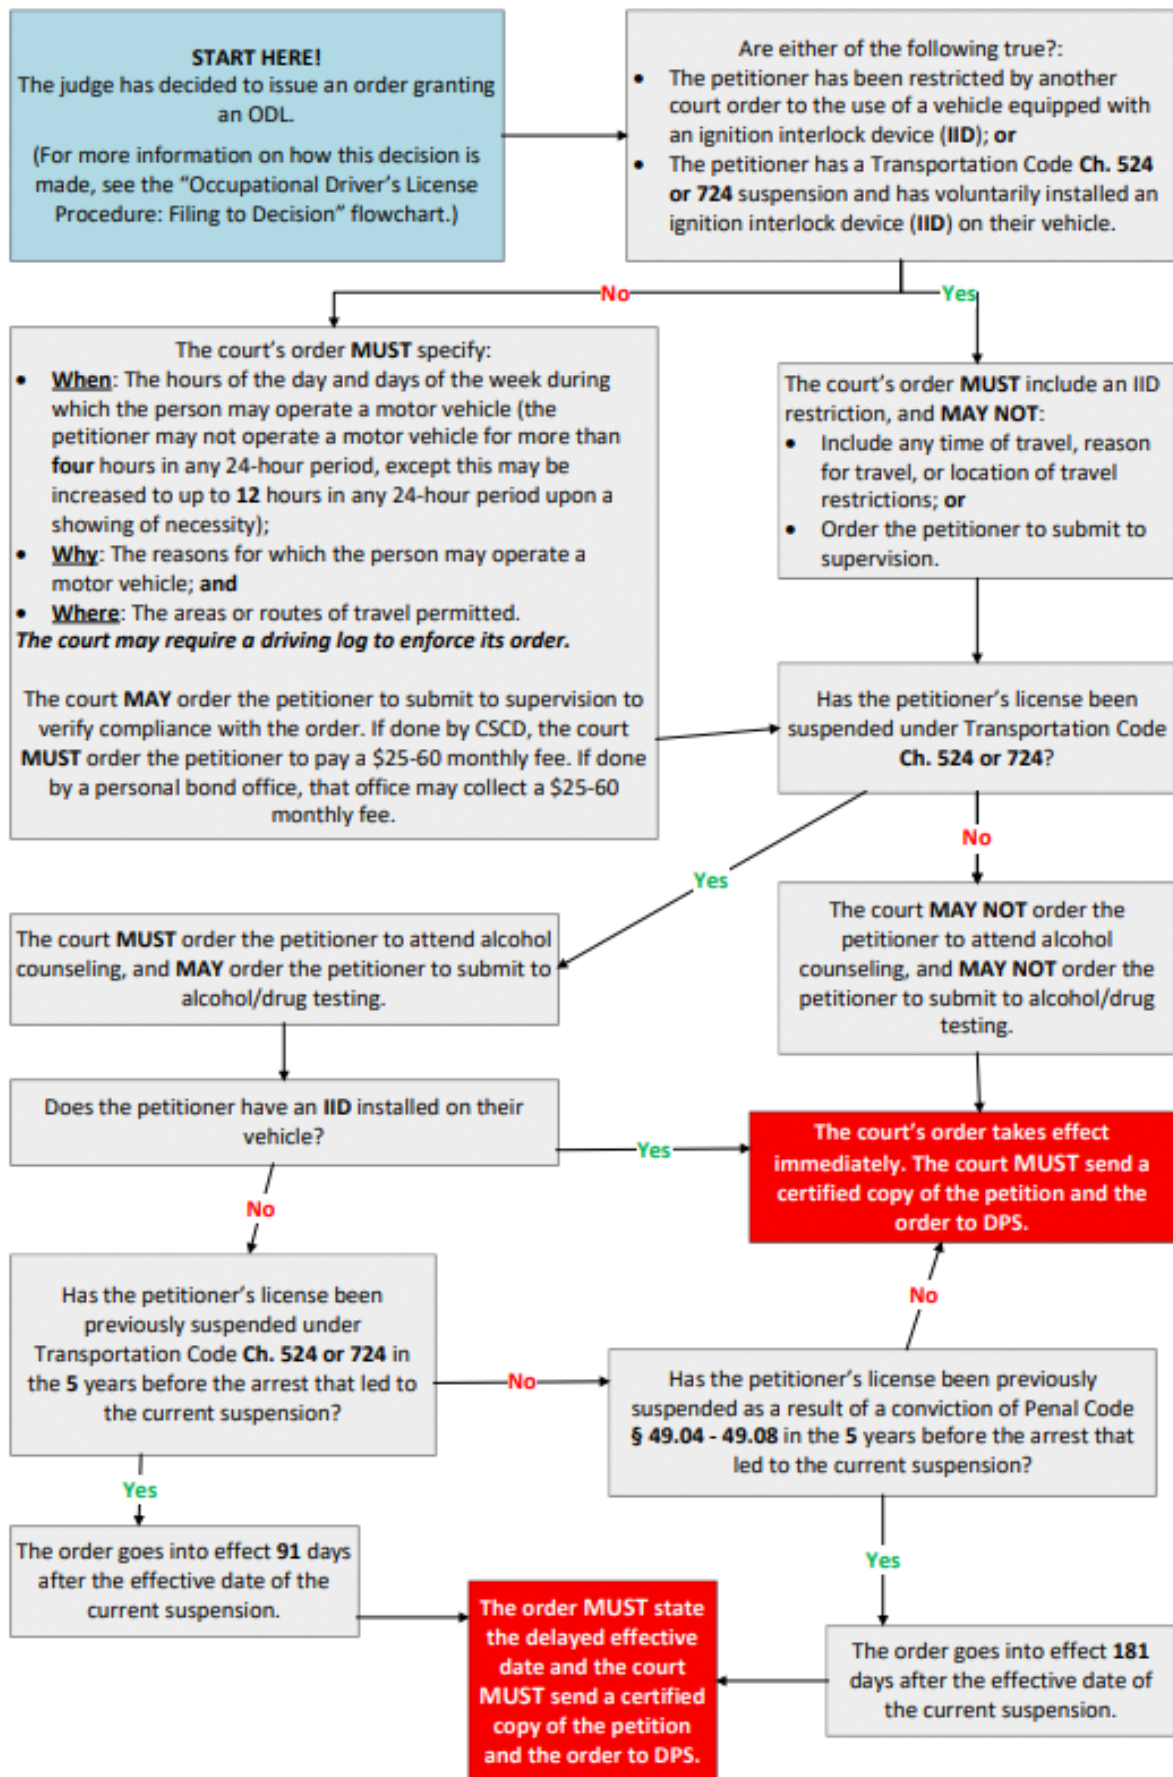 START HERE!
The judge has decided to issue an order granting
an ODL.
(For more information on how this decision is
made, see the “Occupational Driver’s License
Procedure: Filing to Decision” flowchart.)
Are either of the following true?:
• The petitioner has been restricted by another
court order to the use of a vehicle equipped with
an ignition interlock device (IID); or
• The petitioner has a Transportation Code Ch. 524
or 724 suspension and has voluntarily installed an
ignition interlock device (IID) on their vehicle.
No
Yes
The court’s order MUST specify:
• When: The hours of the day and days of the week during
which the person may operate a motor vehicle (the
petitioner may not operate a motor vehicle for more than
four hours in any 24-hour period, except this may be
increased to up to 12 hours in any 24-hour period upon a
showing of necessity);
• Why: The reasons for which the person may operate a
motor vehicle; and
• Where: The areas or routes of travel permitted.
The court may require a driving log to enforce its order.
The court MAY order the petitioner to submit to supervision to
verify compliance with the order. If done by CSCD, the court
MUST order the petitioner to pay a $25-60 monthly fee. If done
by a personal bond office, that office may collect a $25-60
monthly fee.
The court’s order MUST include an IID
restriction, and MAY NOT:
• Include any time of travel, reason
for travel, or location of travel
restrictions; or
• Order the petitioner to submit to
supervision.
Has the petitioner’s license been
suspended under Transportation Code
Ch. 524 or 724?
Yes
No
The court MUST order the petitioner to attend alcohol
counseling, and MAY order the petitioner to submit to
alcohol/drug testing.
The court MAY NOT order the
petitioner to attend alcohol
counseling, and MAY NOT order the
petitioner to submit to alcohol/drug
testing.
Does the petitioner have an IID installed on their
vehicle?
Yes
No
The court’s order takes effect
immediately. The court MUST send a
certified copy of the petition and the
order to DPS.
Has the petitioner’s license been
previously suspended under
Transportation Code Ch. 524 or 724 in
the 5 years before the arrest that led to
the current suspension?
No
Yes
Has the petitioner’s license been previously
suspended as a result of a conviction of Penal Code
§ 49.04 - 49.08 in the 5 years before the arrest that
led to the current suspension?
No
Yes
The order goes into effect 91 days
after the effective date of the
current suspension.
The order MUST state
the delayed effective
date and the court
MUST send a certified
copy of the petition
and the order to DPS.
The order goes into effect 181
days after the effective date of
the current suspension.